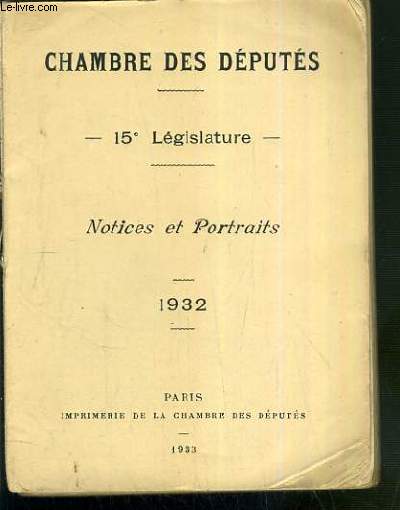 Le-Livre.com
CHAMBRE DES DÉPUTÉS
— 15e Législature —
Notices et Portraits
1932
PARIS
IMPRIMERIE DE LA CHAMBRE DES DÉPUTÉS
1933